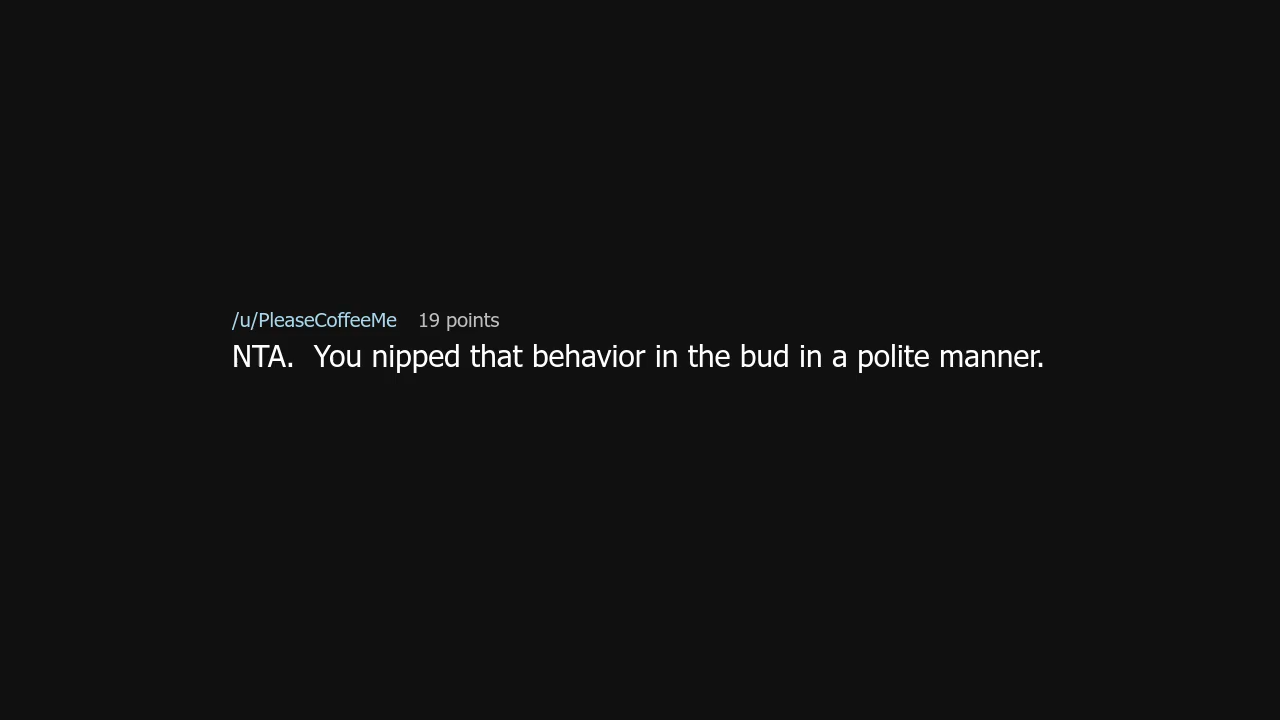 /u/PleaseCoffeeMe 19 points
NTA.  You nipped that behavior in the bud in a polite manner.